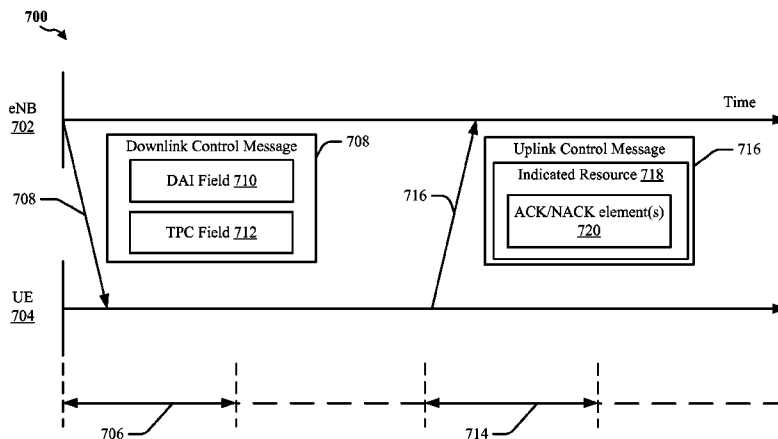 700
eNB
702
Time
Downlink Control Message
708
DAI Field 710
TPC Field 712
Uplink Control Message
716
Indicated Resource 718
ACK/NACK element(s)
720
708
716
UE
704
706
714